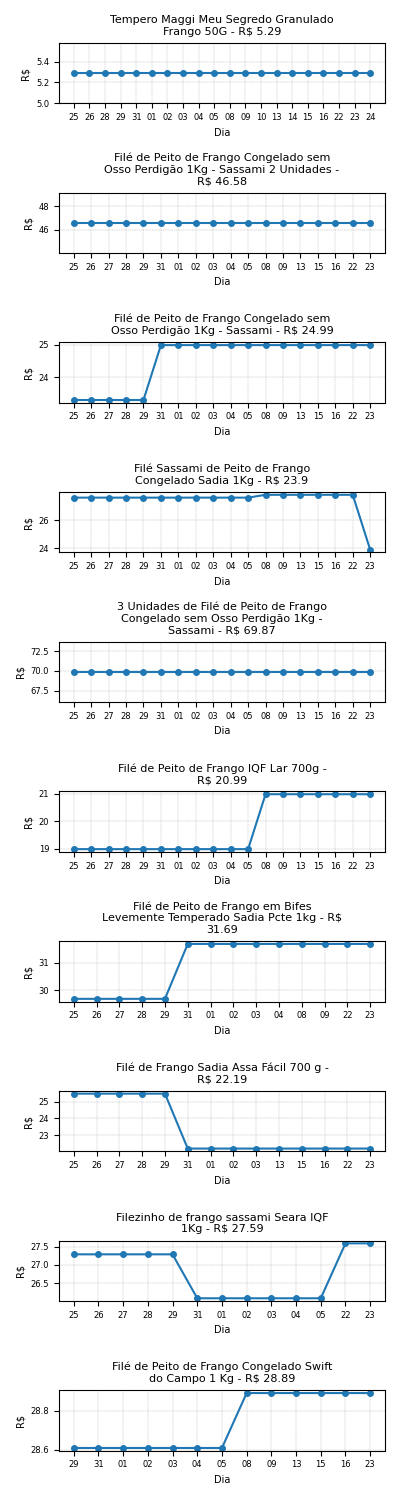 Tempero Maggi Meu Segredo Granulado
Frango 50G - R$ 5.29
5.4
5.2
5.0
R$
25 26 28 29 31 01 02 03 04 05 08 09 10 13 14 15 23 24
Dia
Filé de Peito de Frango Congelado sem
Osso Perdigão 1Kg - Sassami 2 Unidades -
R$ 46.58
48
46
R$
25 26 27 28 29 31 01 02 03 04 05 08 09 13 15 16 22 23
Dia
Filé de Peito de Frango Congelado sem
Osso Perdigão 1Kg - Sassami - R$ 24.99
25
24
R$
25 26 27 28 29 31 01 02 03 04 05 08 09 13 15 16 22 23
Dia
Filé Sassami de Peito de Frango
Congelado Sadia 1Kg - R$ 23.9
26
24
R$
25 26 27 28 29 31 01 02 03 04 05 08 09 13 15 16 22 23
Dia
3 Unidades de Filé de Peito de Frango
Congelado sem Osso Perdigão 1Kg -
Sassami - R$ 69.87
72.5
70.0
67.5
R$
25 26 27 28 29 31 01 02 03 04 05 08 09 13 15 16 22 23
Dia
Filé de Peito de Frango IQF Lar 700g -
R$ 20.99
21
20
19
R$
25 26 27 28 29 31 01 02 03 04 05 08 09 13 15 16 22 23
Dia
Filé de Peito de Frango em Bifes
Levemente Temperado Sadia Pcte 1kg - R$
31.69
31
30
R$
25 26 27 28 29 31 01 02 03 04 08 09 22 23
Dia
Filé de Frango Sadia Assa Fácil 700 g -
R$ 22.19
25
24
23
R$
25 26 27 28 29 31 01 02 03 13 15 16 22 23
Dia
Filezinho de frango sassami Seara IQF
1Kg - R$ 27.59
27.5
27.0
26.5
R$
25 26 27 28 29 31 01 02 03 04 05 22 23
Dia
Filé de Peito de Frango Congelado Swift
do Campo 1 Kg - R$ 28.89
28.8
28.6
R$
29 31 01 02 03 04 05 08 09 13 15 16 23
Dia